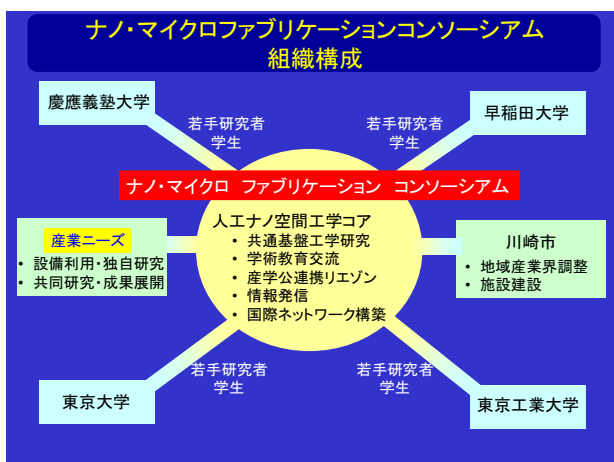 ナノ・マイクロファブリケーションコンソーシアム
組織構成
慶應義塾大学
若手研究者
学生
若手研究者
学生
早稲田大学
ナノ・マイクロ ファブリケーション コンソーシアム
産業ニーズ
• 設備利用・独自研究
• 共同研究・成果展開
人工ナノ空間工学コア
• 共通基盤工学研究
• 学術教育交流
• 産学公連携リエゾン
• 情報発信
• 国際ネットワーク構築
川崎市
• 地域産業界調整
• 施設建設
東京大学
若手研究者
学生
若手研究者
学生
東京工業大学